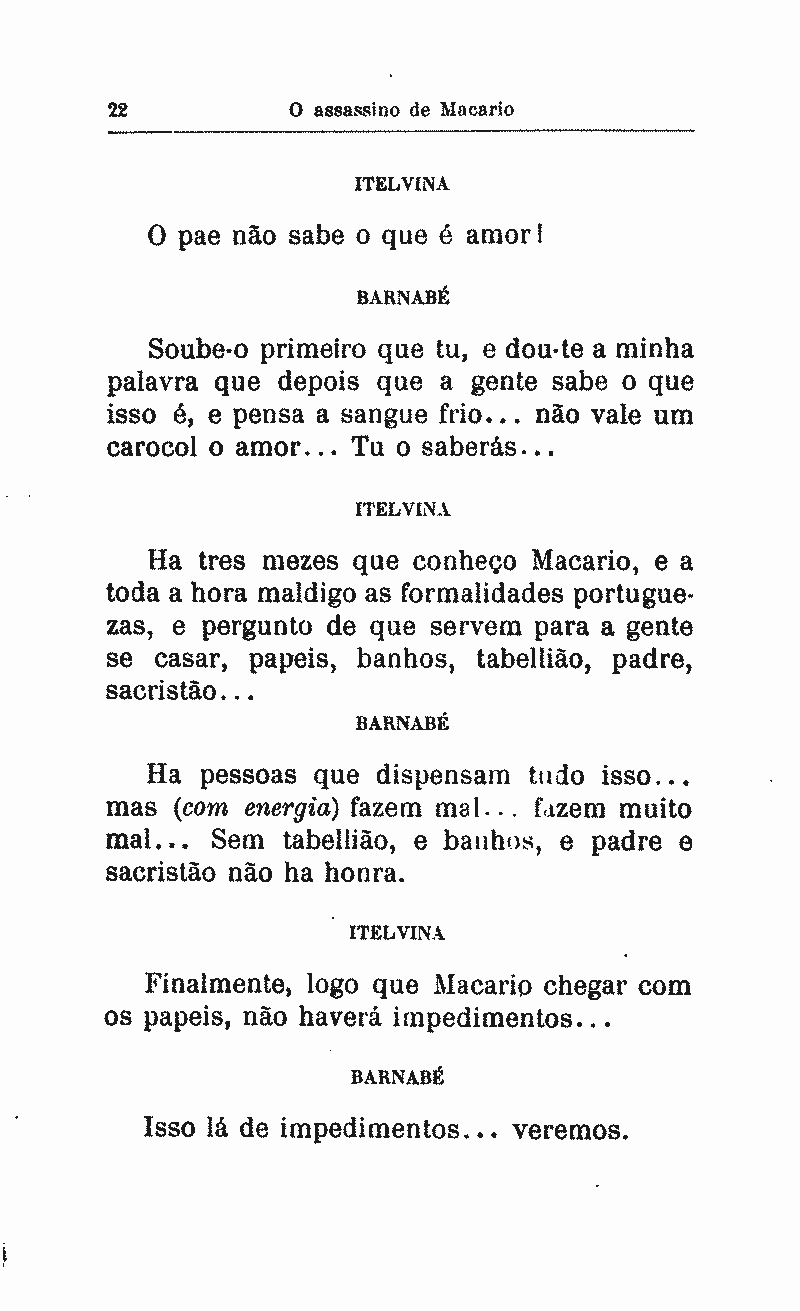 22 O assassino de Macario
ITELVINA
O pae não sabe o que é amor!
BARNABÉ
Soube-o primeiro que tu, e dou-te a minha
palavra que depois que a gente sabe o que
isso é, e pensa a sangue frio... não vale um
carocol o amor... Tu o saberás...
ITELVINA
Ha tres mezes que conheço Macario, e a
toda a hora maldigo as formalidades portugue-
zas, e pergunto de que servem para a gente
se casar, papeis, banhos, tabellião, padre,
sacristão...
BARNABÉ
Ha pessoas que dispensam tudo isso...
mas (com energia) fazem mal... fazem muito
mal... Sem tabellião, e banhos, e padre e
sacristão não ha honra.
ITELVINA
Finalmente, logo que Macario chegar com
os papeis, não haverá impedimentos...
BARNABÉ
Isso lá de impedimentos... veremos.